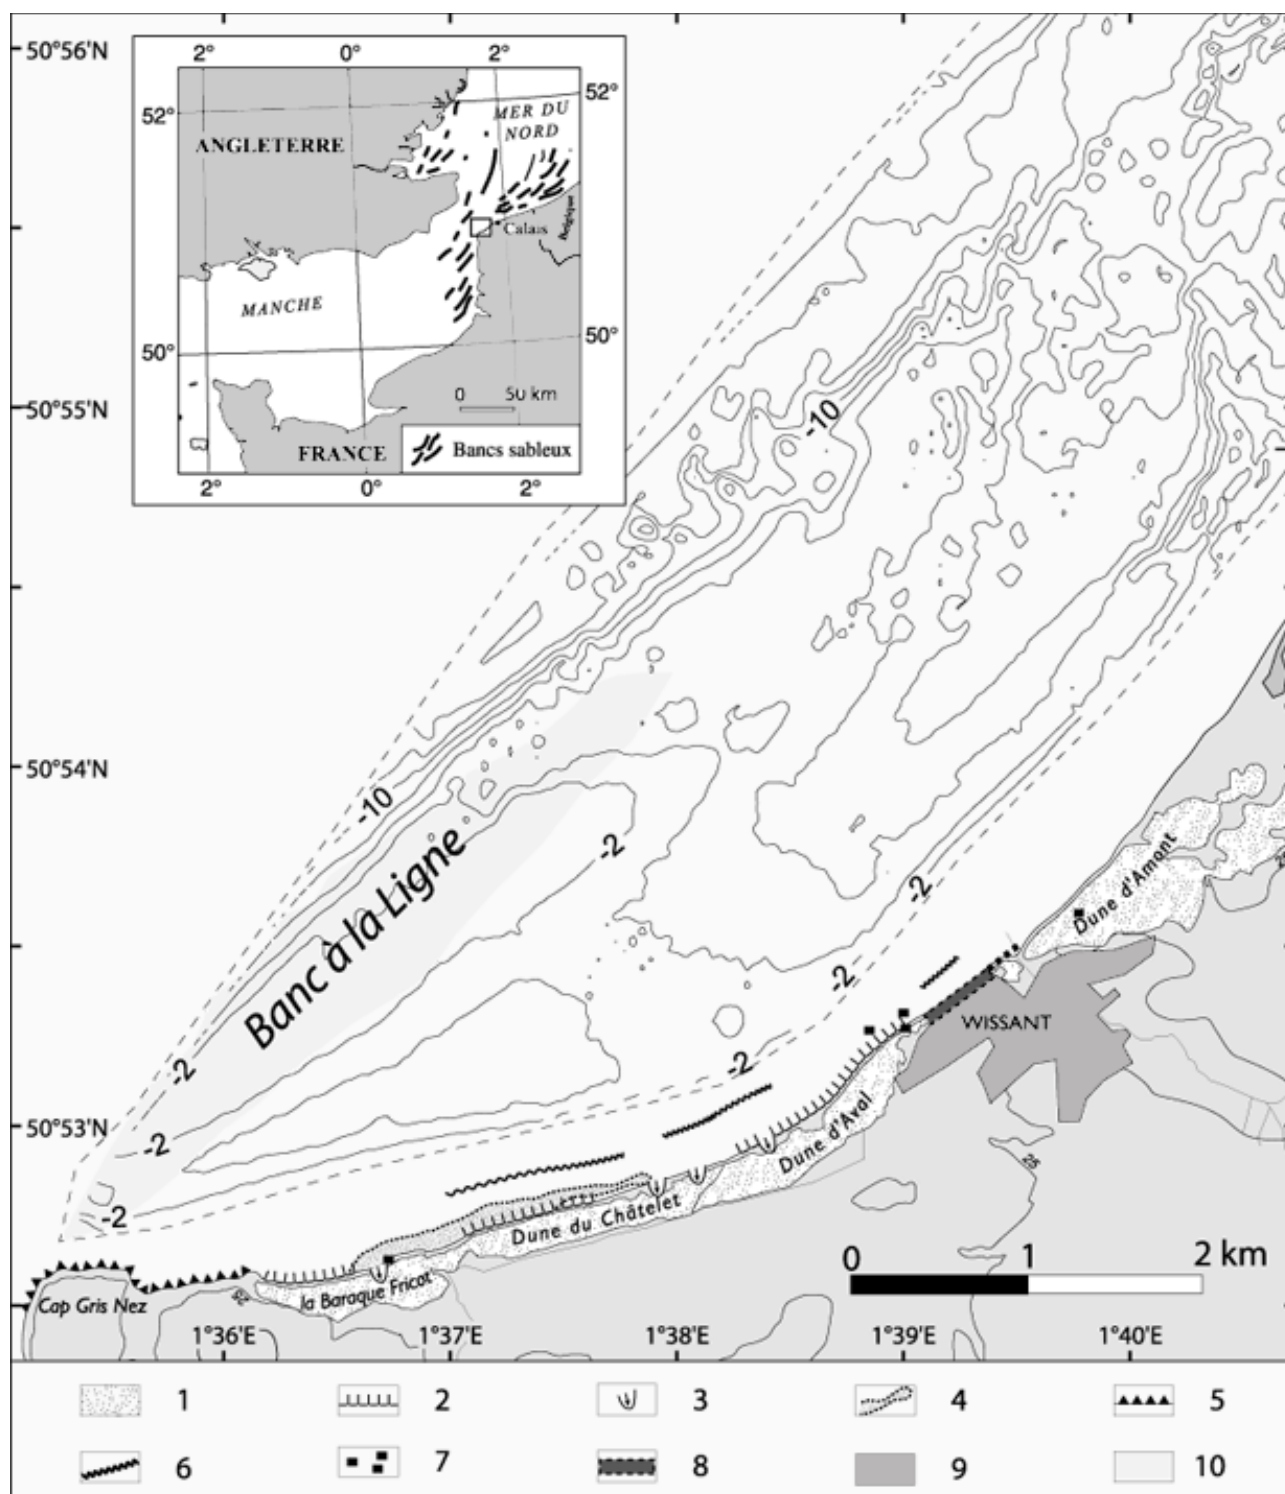 50°56'N
2°
0°
2°
52°
52°
MER DU
NORD
ANGLETERRE
Calais
Belgique
MANCHE
50°
50°
0 50 km
FRANCE
Bancs sableux
2°
0°
2°
50°55'N
-10
50°54'N
-10
-2
Banc à la Ligne
-2
Dune d'Amont
-2
WISSANT
-2
-2
50°53'N
-2
Dune d'Aval
25
-2
Dune du Châtelet
0 1 2 km
Cap Gris Nez
25
la Baraque Fricot
1°36'E 1°37'E 1°38'E 1°39'E 1°40'E
1 2 3 4 5
6 7 8 9 10